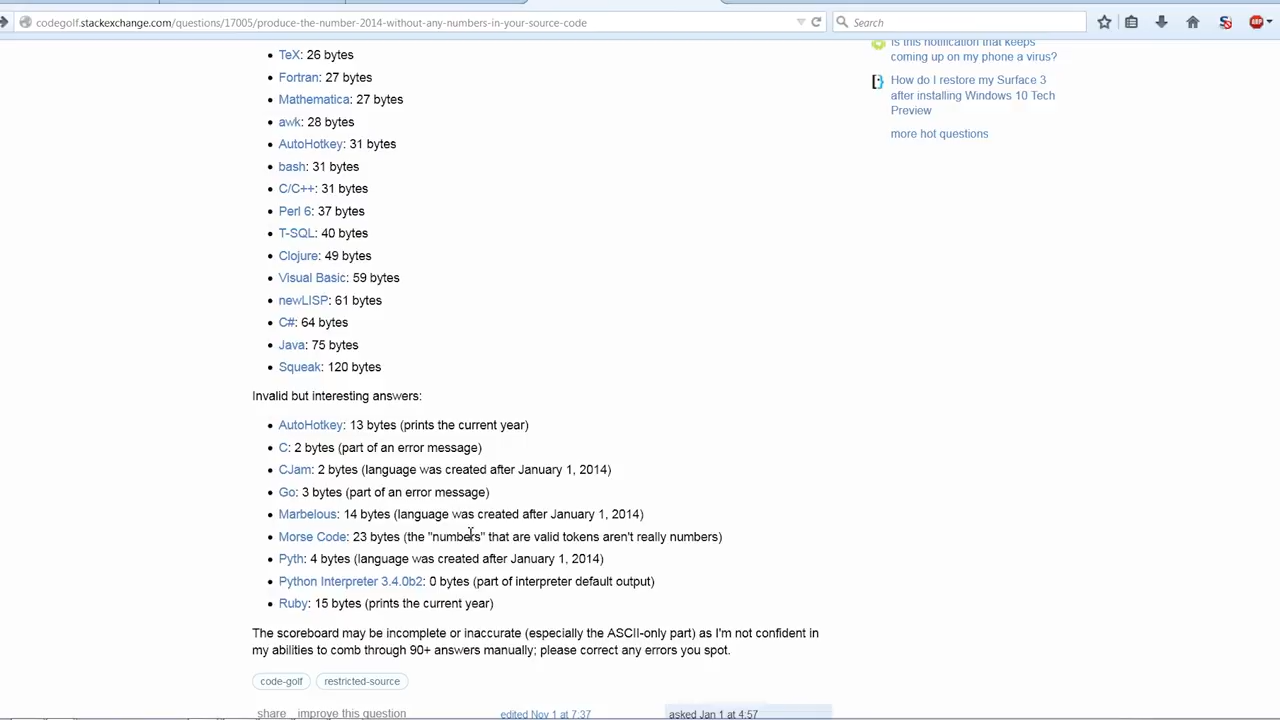 codegolf.stackexchange.com/questions/17005/produce-the-number-2014-without-any-numbers-in-your-source-code
Search
ABP
TeX: 26 bytes
Fortran: 27 bytes
Mathematica: 27 bytes
awk: 28 bytes
AutoHotkey: 31 bytes
bash: 31 bytes
C/C++: 31 bytes
Perl 6: 37 bytes
T-SQL: 40 bytes
Clojure: 49 bytes
Visual Basic: 59 bytes
newLISP: 61 bytes
C#: 64 bytes
Java: 75 bytes
Squeak: 120 bytes
Invalid but interesting answers:
AutoHotkey: 13 bytes (prints the current year)
C: 2 bytes (part of an error message)
CJam: 2 bytes (language was created after January 1, 2014)
Go: 3 bytes (part of an error message)
Marbelous: 14 bytes (language was created after January 1, 2014)
Morse Code: 23 bytes (the "numbers" that are valid tokens aren't really numbers)
Pyth: 4 bytes (language was created after January 1, 2014)
Python Interpreter 3.4.0b2: 0 bytes (part of interpreter default output)
Ruby: 15 bytes (prints the current year)
The scoreboard may be incomplete or inaccurate (especially the ASCII-only part) as I'm not confident in
my abilities to comb through 90+ answers manually; please correct any errors you spot.
code-golf restricted-source
share improve this question edited Nov 1 at 7:37 asked Jan 1 at 4:57
Is this notification that keeps
coming up on my phone a virus?
How do I restore my Surface 3
after installing Windows 10 Tech
Preview
more hot questions